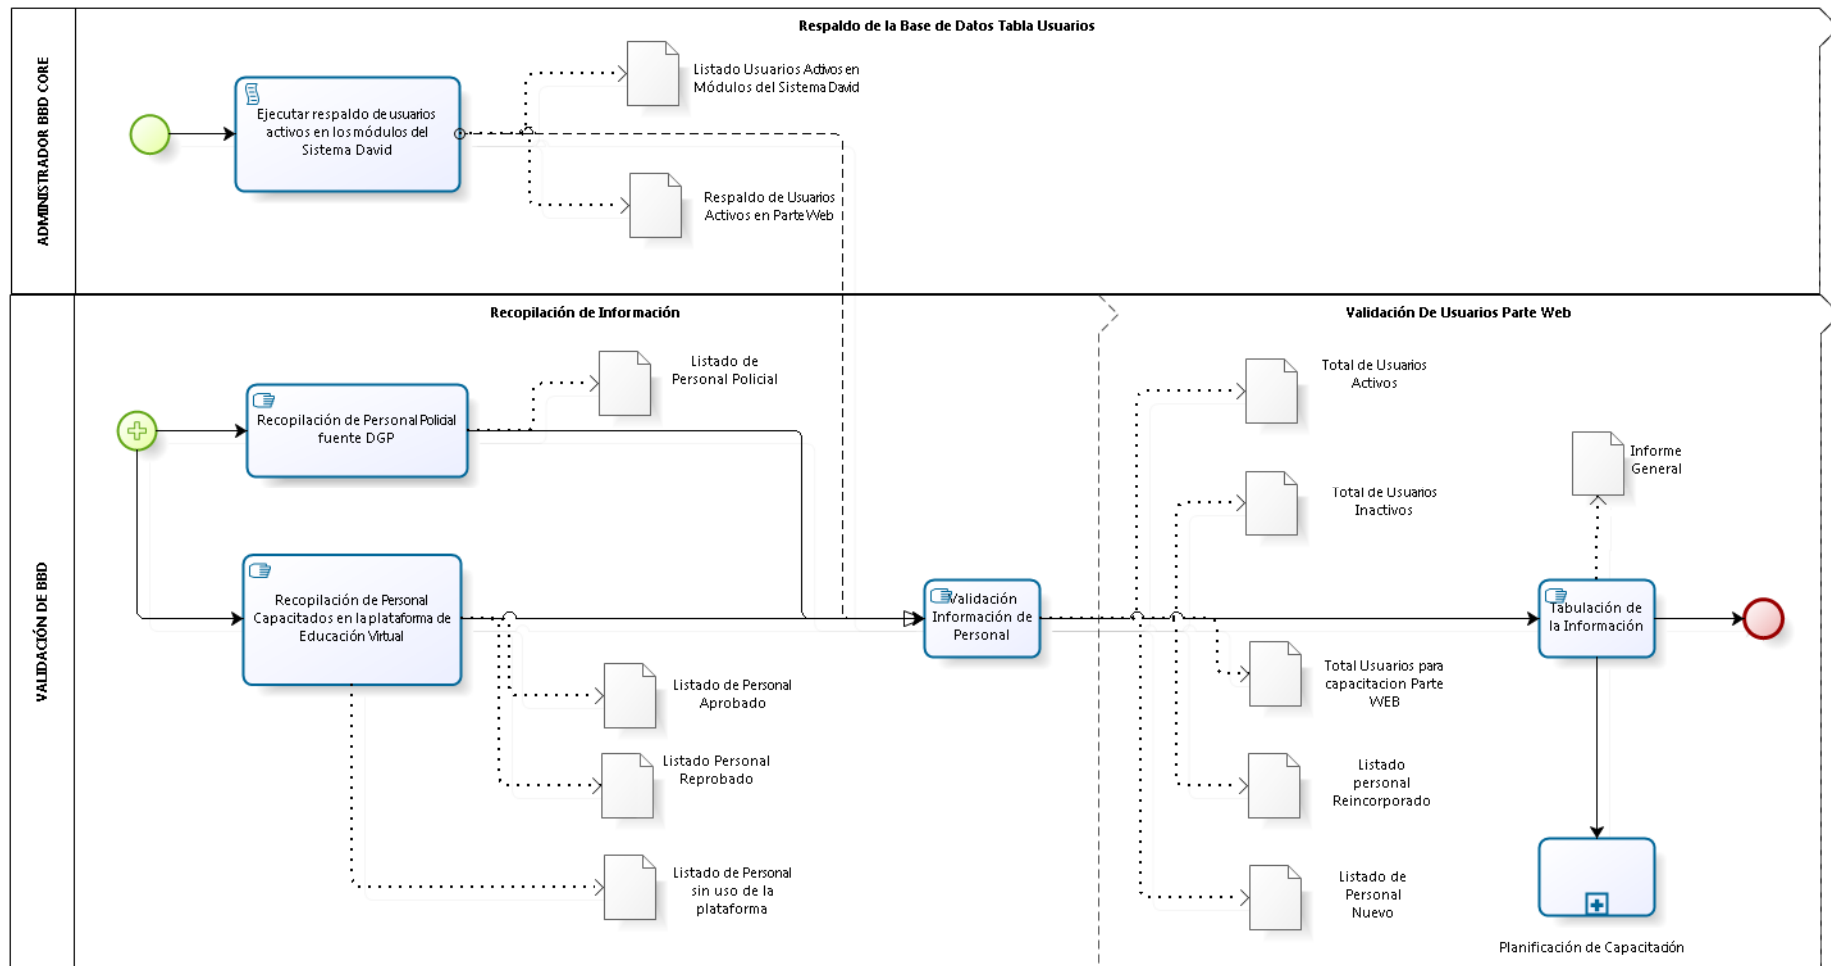 Respaldo de la Base de Datos Tabla Usuarios
ADMINISTRADOR BBD CORE
Ejecutar respaldo de usuarios
activos en los módulos del
Sistema David
Listado Usuarios Activos en
Módulos del Sistema David
Respaldo de Usuarios
Activos en Parte Web
VALIDACIÓN DE BBD
Recopilación de Información
Listado de
Personal Policial
Recopilación de Personal Policial
fuente DGP
Recopilación de Personal
Capacitados en la plataforma de
Educación Virtual
Listado de Personal
Aprobado
Listado Personal
Reprobado
Listado de Personal
sin uso de la
plataforma
Validación
Información de
Personal
Validación De Usuarios Parte Web
Total de Usuarios
Activos
Total de Usuarios
Inactivos
Total Usuarios para
capacitacion Parte
WEB
Listado
personal
Reincorporado
Listado de
Personal
Nuevo
Informe
General
Tabulación de
la Información
Planificación de Capacitación